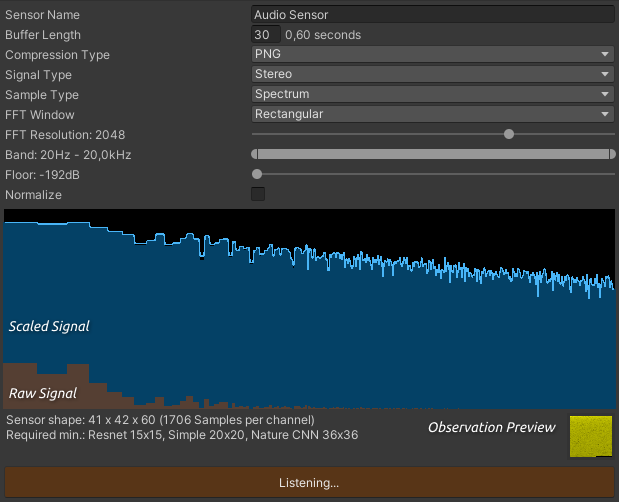 Sensor Name Audio Sensor
Buffer Length 30 0,60 seconds
Compression Type PNG
Signal Type Stereo
Sample Type Spectrum
FFT Window Rectangular
FFT Resolution: 2048
Band: 20Hz - 20,0kHz
Floor: -192dB
Normalize
Scaled Signal
Raw Signal
Sensor shape: 41 x 42 x 60 (1706 Samples per channel)
Required min.: Resnet 15x15, Simple 20x20, Nature CNN 36x36
Observation Preview
Listening...